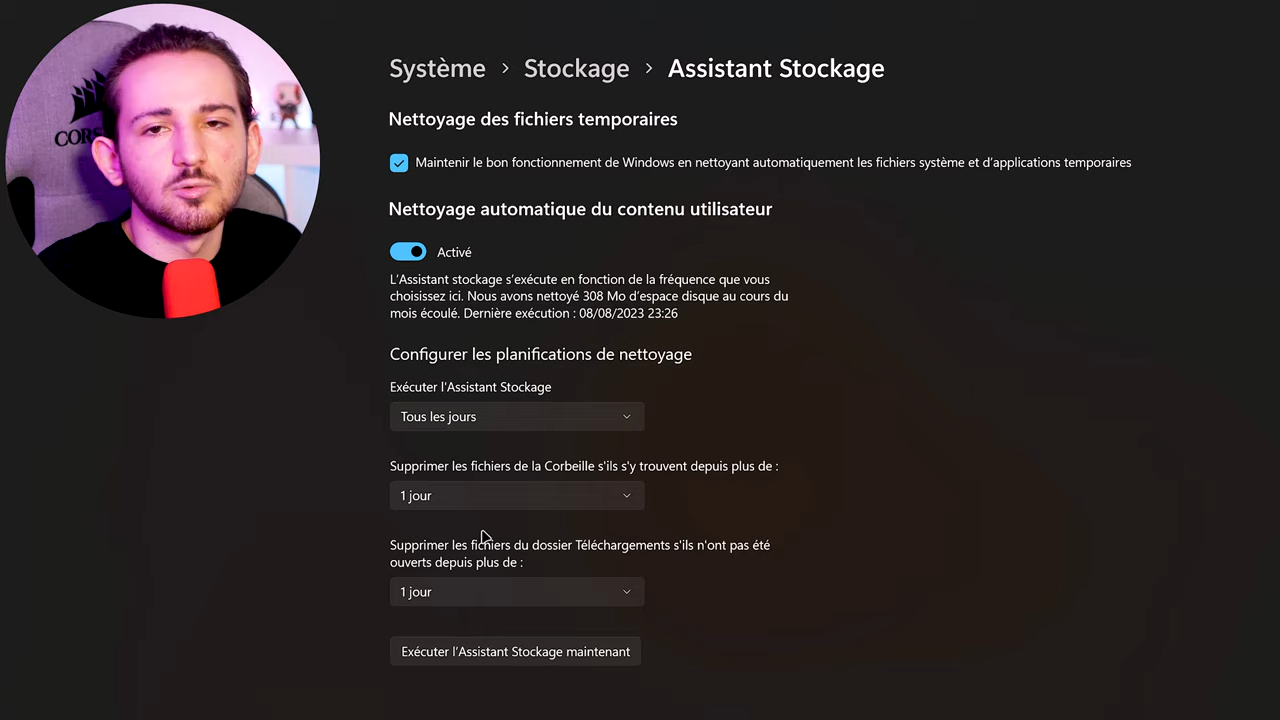 CORS
Système > Stockage > Assistant Stockage
Nettoyage des fichiers temporaires
Maintenir le bon fonctionnement de Windows en nettoyant automatiquement les fichiers système et d'applications temporaires
Nettoyage automatique du contenu utilisateur
Activé
L'Assistant stockage s'exécute en fonction de la fréquence que vous
choisissez ici. Nous avons nettoyé 308 Mo d'espace disque au cours du
mois écoulé. Dernière exécution : 08/08/2023 23:26
Configurer les planifications de nettoyage
Exécuter l'Assistant Stockage
Tous les jours
Supprimer les fichiers de la Corbeille s'ils s'y trouvent depuis plus de :
1 jour
Supprimer les fichiers du dossier Téléchargements s'ils n'ont pas été
ouverts depuis plus de :
1 jour
Exécuter l'Assistant Stockage maintenant